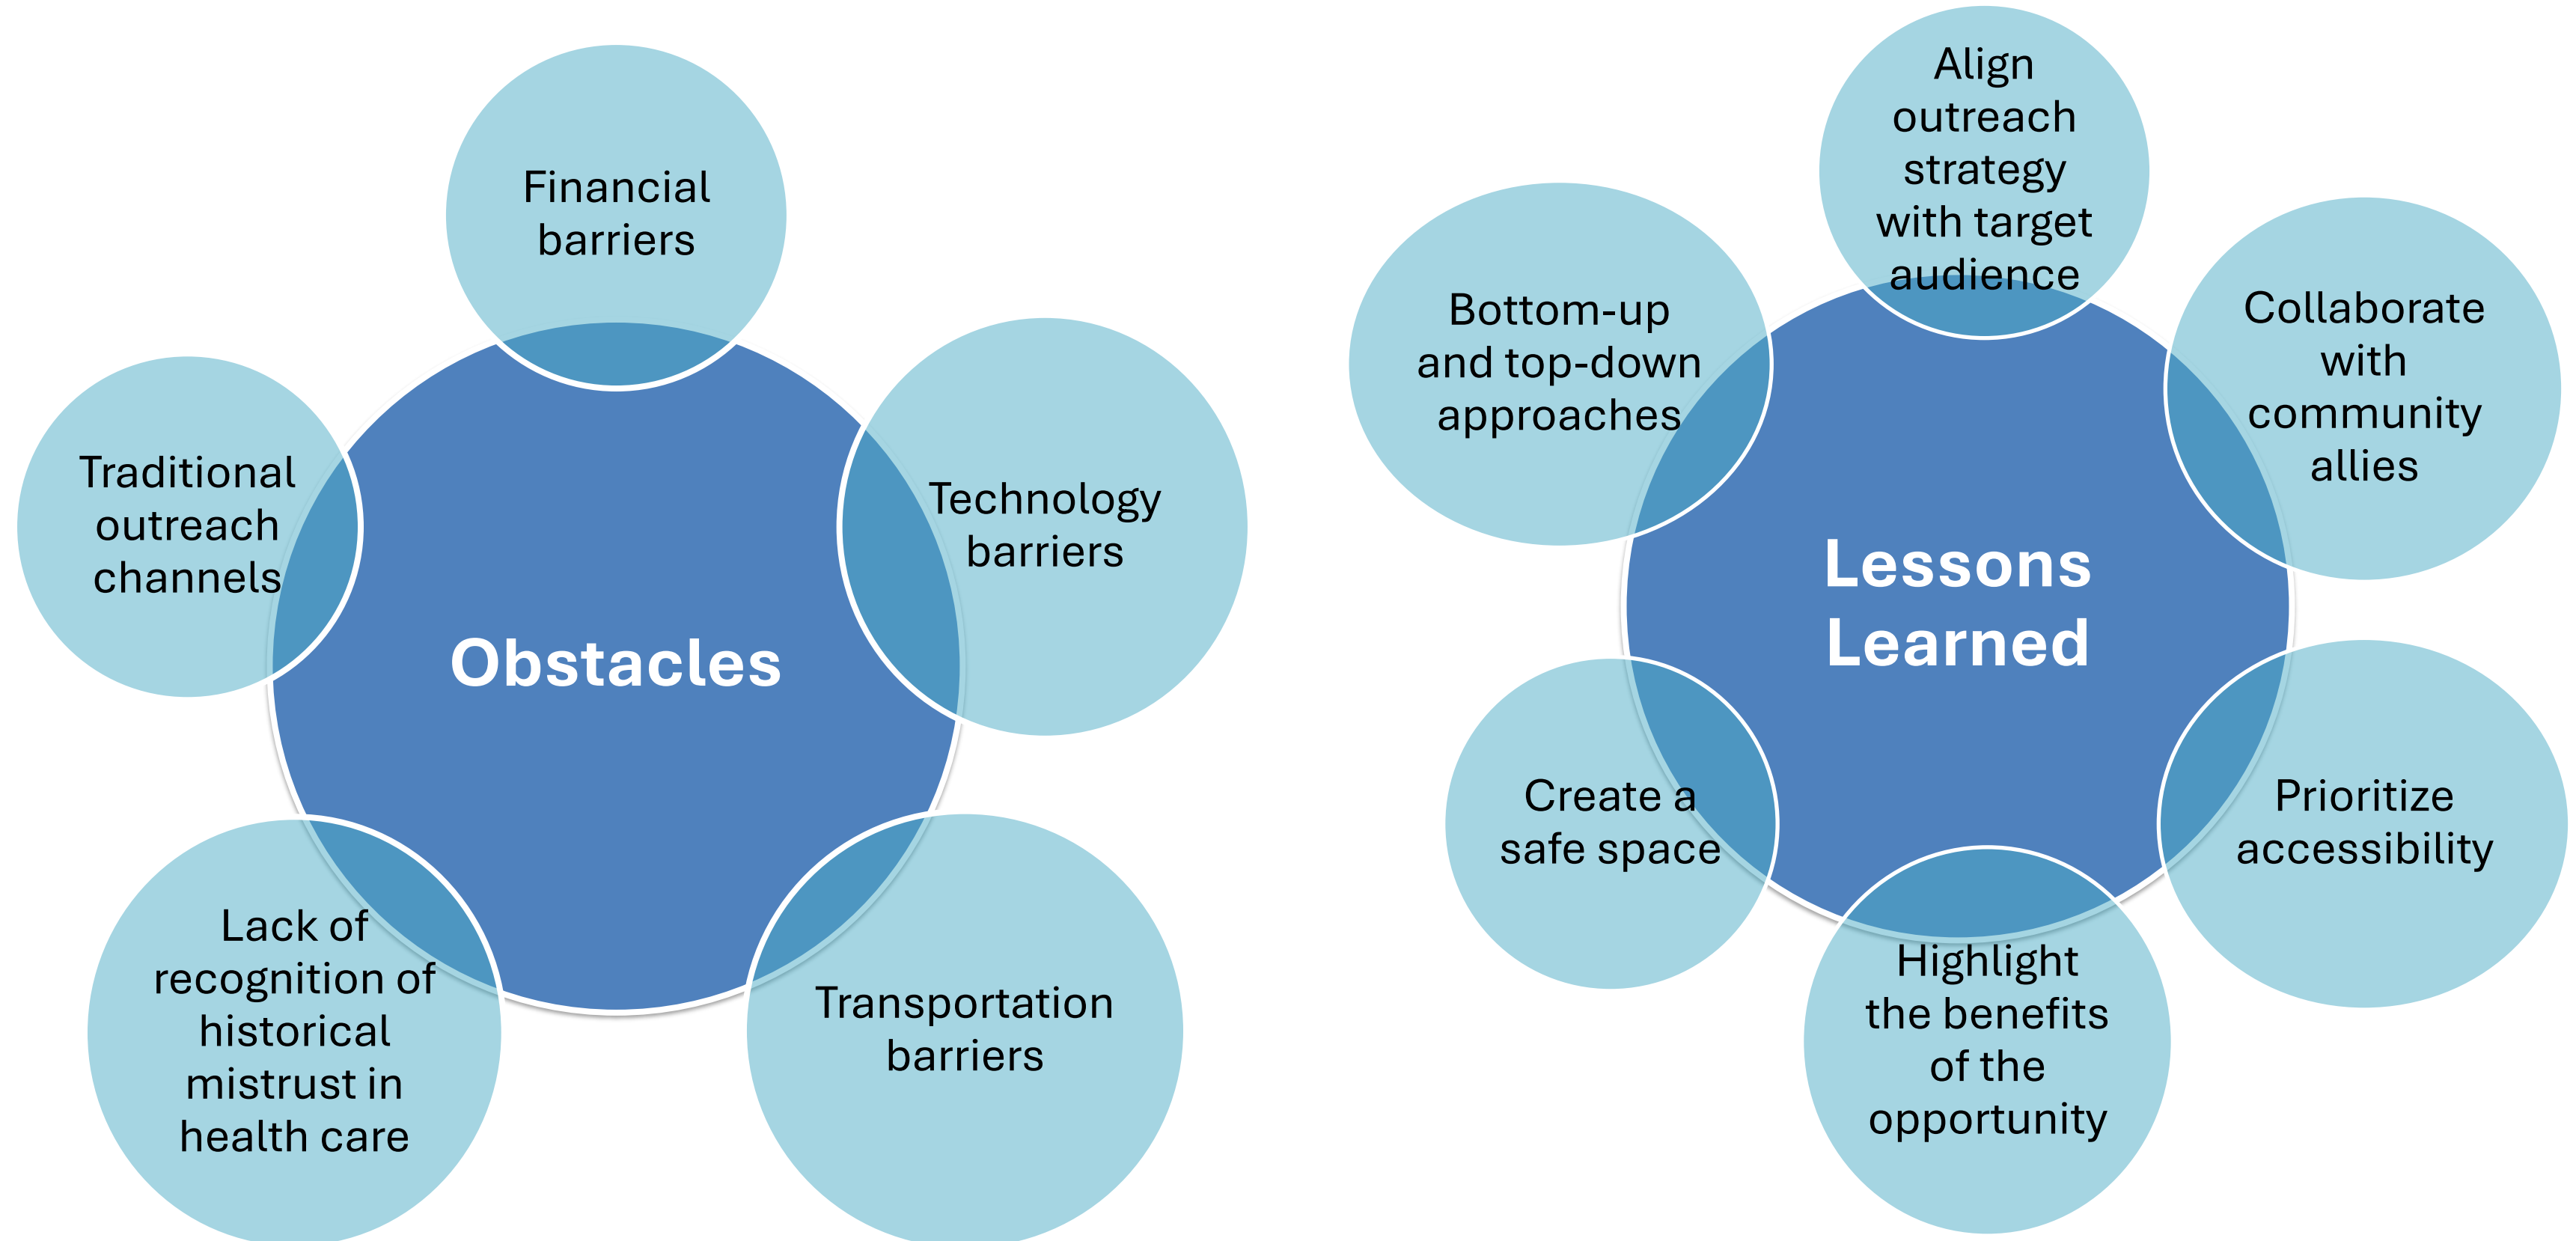 Obstacles
Financial
barriers
Technology
barriers
Transportation
barriers
Lack of
recognition of
historical
mistrust in
health care
Traditional
outreach
channels
Lessons
Learned
Align
outreach
strategy
with target
audience
Collaborate
with
community
allies
Prioritize
accessibility
Highlight
the benefits
of the
opportunity
Create a
safe space
Bottom-up
and top-down
approaches